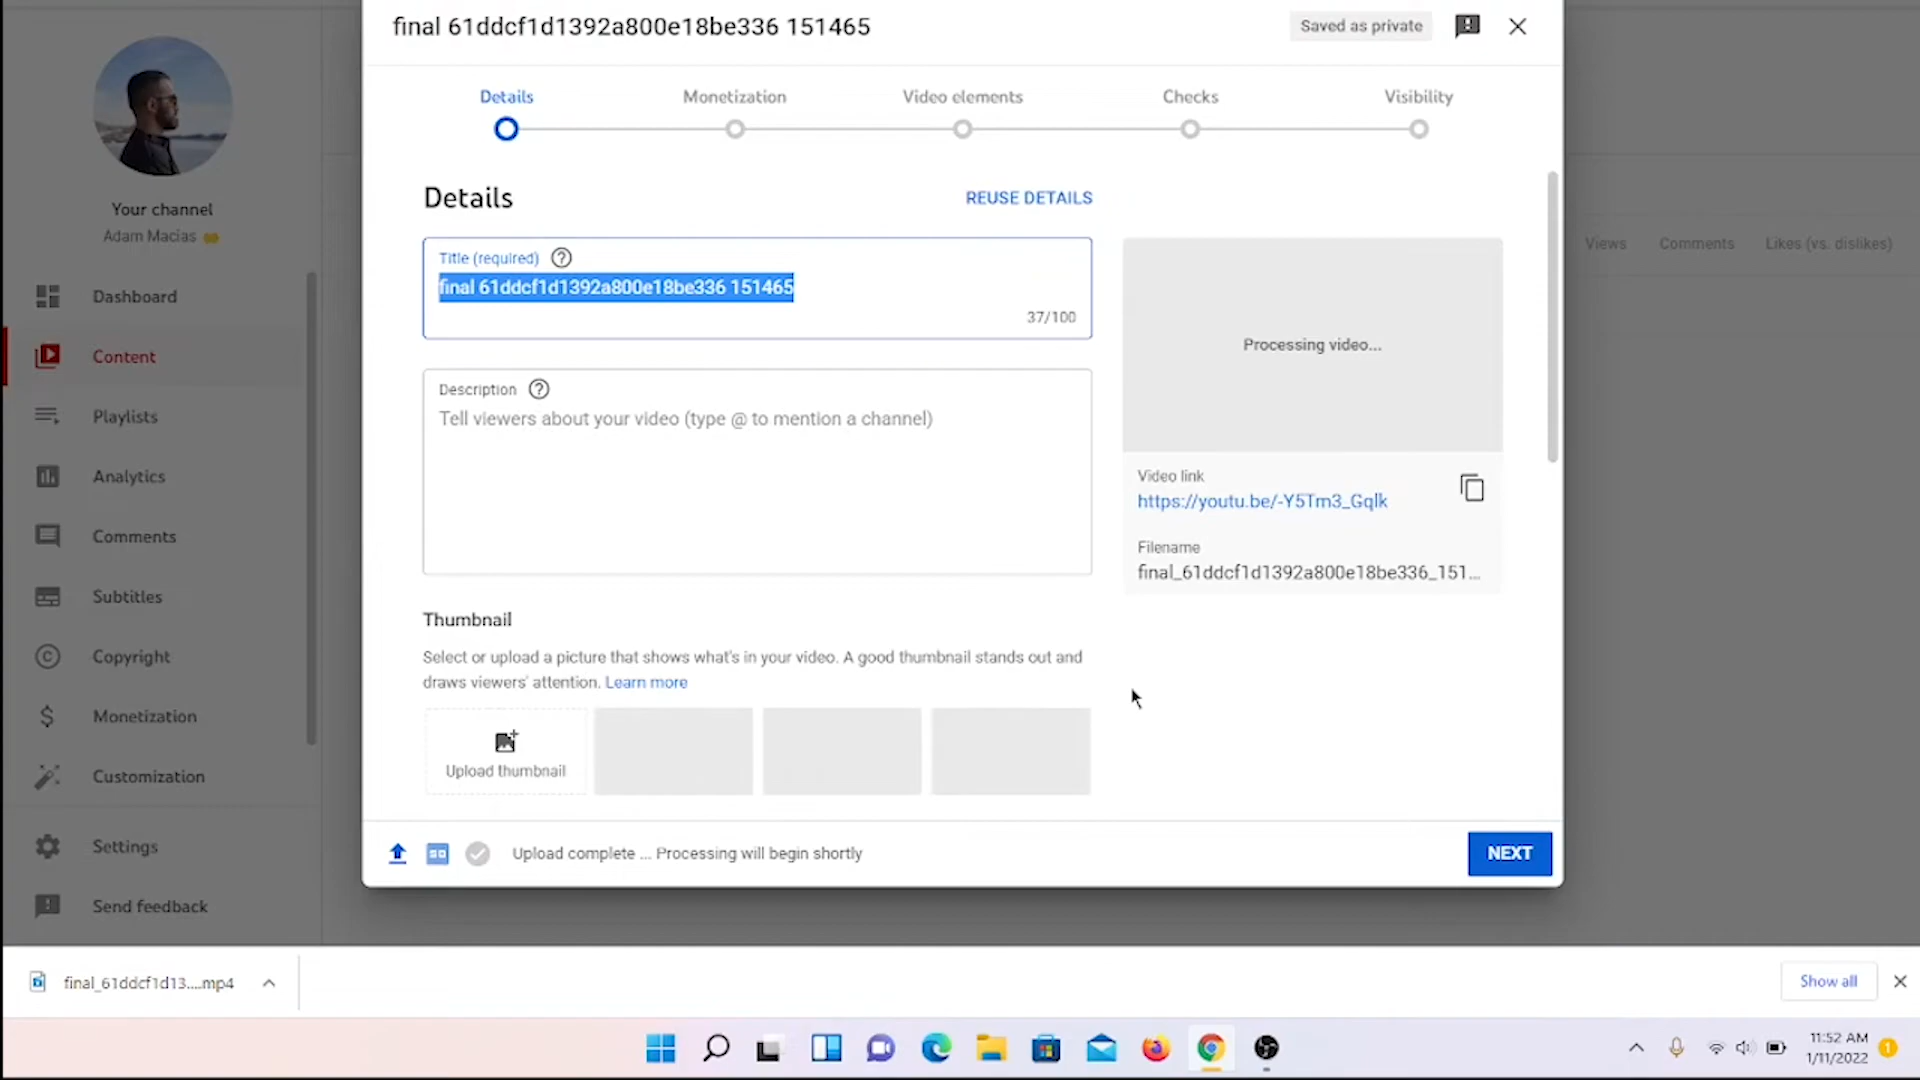 final 61ddcf1d1392a800e18be336 151465
Saved as private
Details
Monetization
Video elements
Checks
Visibility
Your channel
Adam Macias
Dashboard
Content
Playlists
Analytics
Comments
Subtitles
Copyright
Monetization
Customization
Settings
Send feedback
Details
REUSE DETAILS
Title (required)
final 61ddcf1d1392a800e18be336 151465
37/100
Description
Tell viewers about your video (type @ to mention a channel)
Thumbnail
Select or upload a picture that shows what's in your video. A good thumbnail stands out and
draws viewers' attention. Learn more
Upload thumbnail
Processing video...
Video link
https://youtu.be/-Y5Tm3_Gqlk
Filename
final_61ddcf1d1392a800e18be336_151...
Upload complete ... Processing will begin shortly
NEXT
Views
Comments
Likes (vs. dislikes)
final_61ddcf1d13....mp4
Show all
11:52 AM
1/11/2022
1